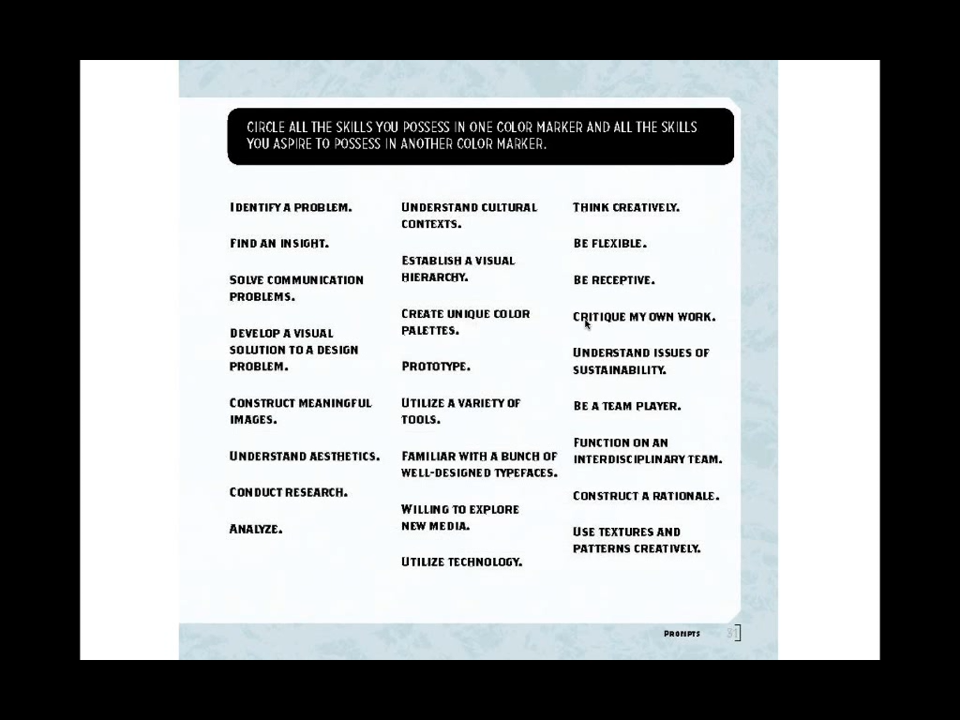 CIRCLE ALL THE SKILLS YOU POSSESS IN ONE COLOR MARKER AND ALL THE SKILLS
YOU ASPIRE TO POSSESS IN ANOTHER COLOR MARKER.
IDENTIFY A PROBLEM.
FIND AN INSIGHT.
SOLVE COMMUNICATION
PROBLEMS.
DEVELOP A VISUAL
SOLUTION TO A DESIGN
PROBLEM.
CONSTRUCT MEANINGFUL
IMAGES.
UNDERSTAND AESTHETICS.
CONDUCT RESEARCH.
ANALYZE.
UNDERSTAND CULTURAL
CONTEXTS.
ESTABLISH A VISUAL
HIERARCHY.
CREATE UNIQUE COLOR
PALETTES.
PROTOTYPE.
UTILIZE A VARIETY OF
TOOLS.
FAMILIAR WITH A BUNCH OF
WELL-DESIGNED TYPEFACES.
WILLING TO EXPLORE
NEW MEDIA.
UTILIZE TECHNOLOGY.
THINK CREATIVELY.
BE FLEXIBLE.
BE RECEPTIVE.
CRITIQUE MY OWN WORK.
UNDERSTAND ISSUES OF
SUSTAINABILITY.
BE A TEAM PLAYER.
FUNCTION ON AN
INTERDISCIPLINARY TEAM.
CONSTRUCT A RATIONALE.
USE TEXTURES AND
PATTERNS CREATIVELY.
PROMPTS 31